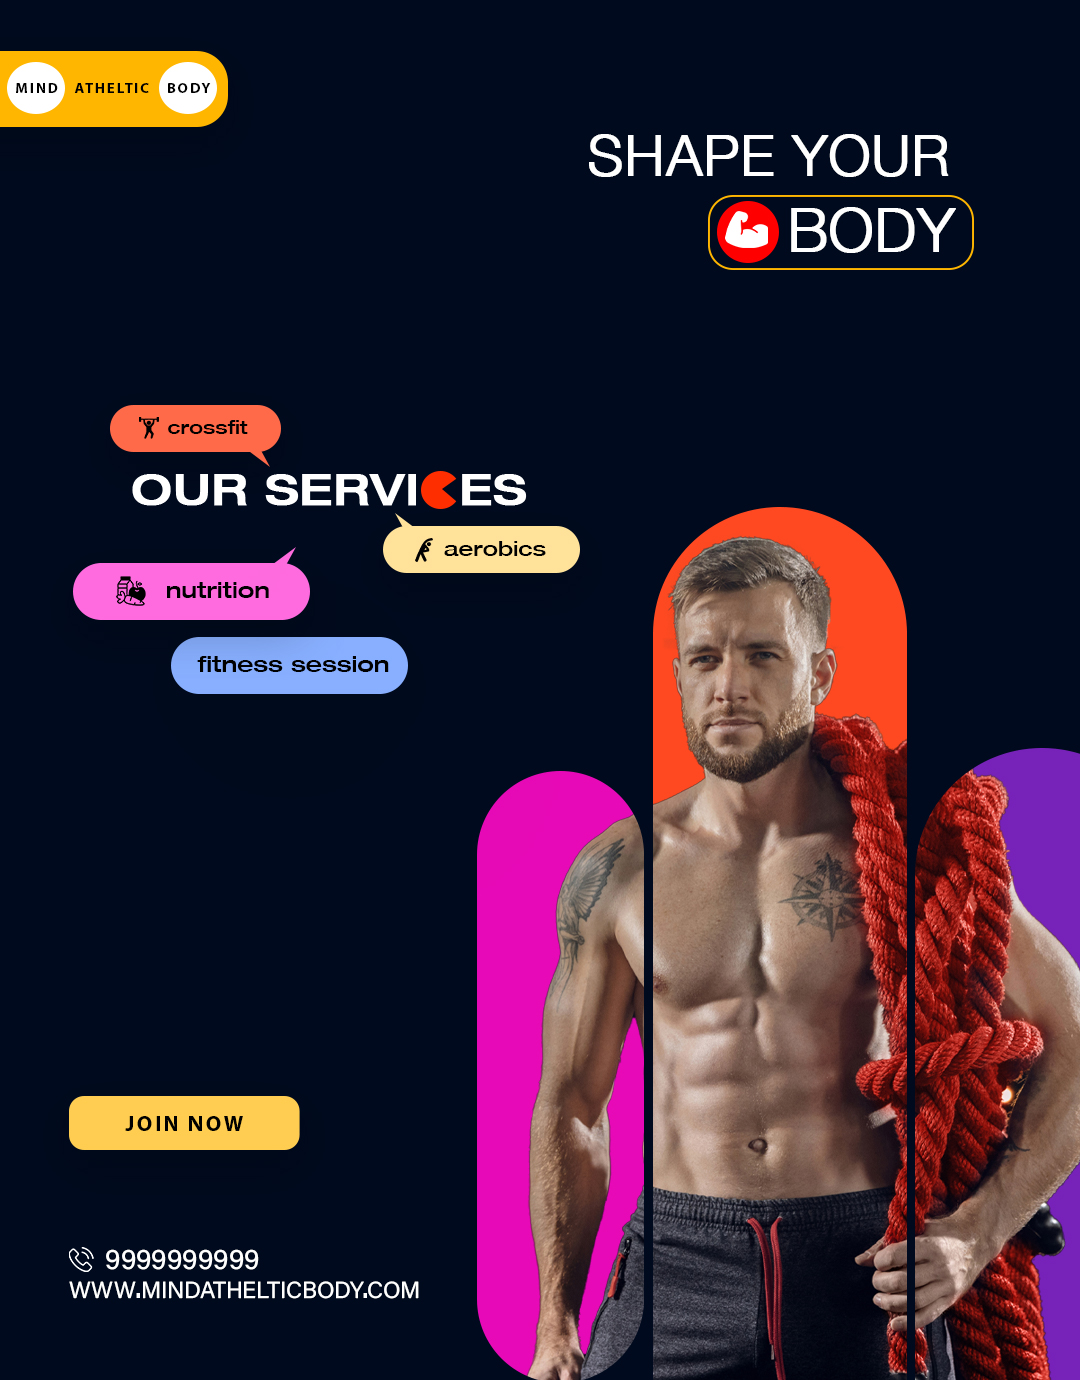 MIND ATHELTIC BODY
SHAPE YOUR
BODY
crossfit
OUR SERVICES
aerobics
nutrition
fitness session
JOIN NOW
9999999999
WWW.MINDATHELTICBODY.COM